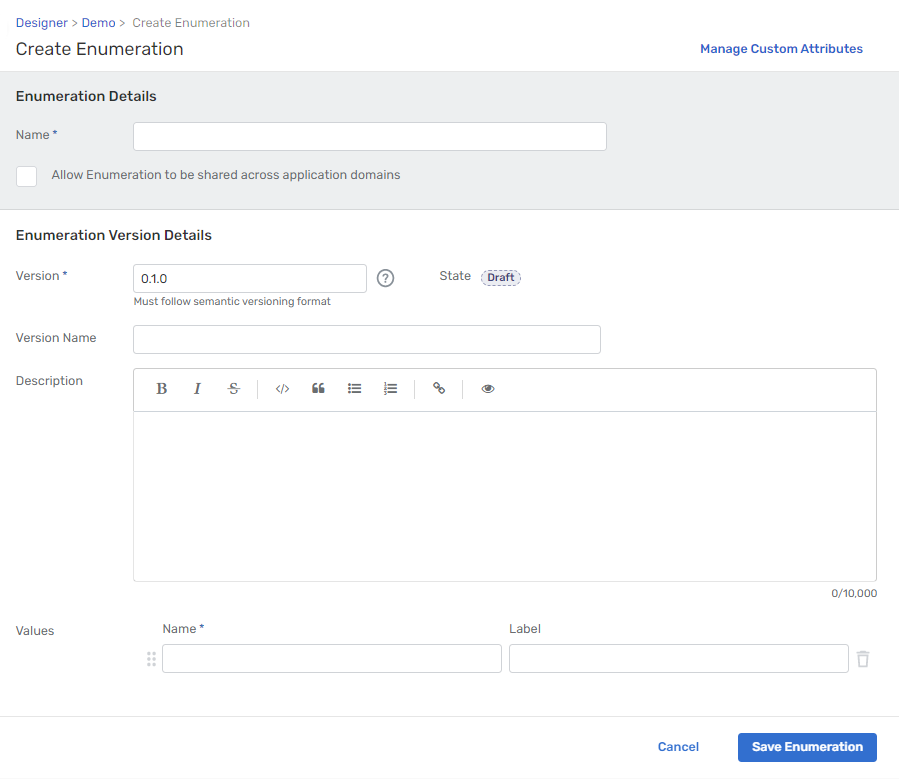 Designer > Demo > Create Enumeration
Create Enumeration
Manage Custom Attributes
Enumeration Details
Name *
Allow Enumeration to be shared across application domains
Enumeration Version Details
Version *
0.1.0
?
State Draft
Must follow semantic versioning format
Version Name
Description
B I S </>
0/10,000
Values
Name * Label
Cancel Save Enumeration